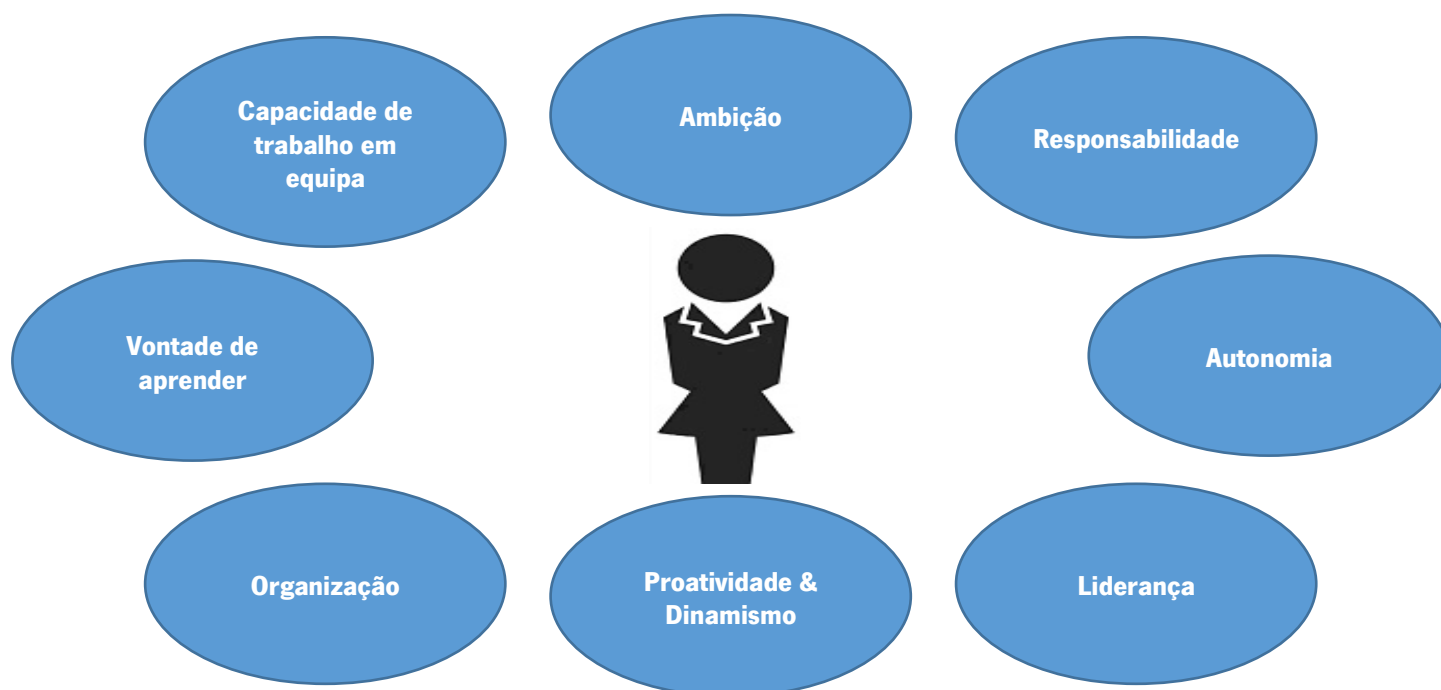 Capacidade de
trabalho em
equipa
Ambição
Responsabilidade
Vontade de
aprender
Autonomia
Organização
Proatividade &
Dinamismo
Liderança